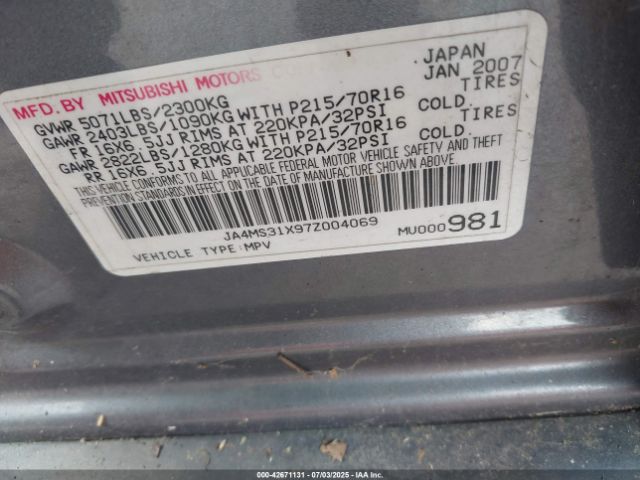 MFD.BY MITSUBISHI MOTORS JAPAN
GVWR 5071LBS/2300KG JAN 2007
GAWR 2403LBS/1090KG WITH P215/70R16 TIRES
FR 16X6.5JJ RIMS AT 220KPA/32PSI COLD.
GAWR 2822LBS/1280KG WITH P215/70R16 TIRES
RR 16X6.5JJ RIMS AT 220KPA/32PSI COLD.
THIS VEHICLE CONFORMS TO ALL APPLICABLE FEDERAL MOTOR VEHICLE SAFETY AND
THEFT PREVENTION STANDARDS IN EFFECT ON THE DATE OF MANUFACTURE SHOWN ABOVE.
JA4MS31X97Z004069
VEHICLE TYPE:MPV MU000981
000-42671131 07/03/2025 - IAAI.COM